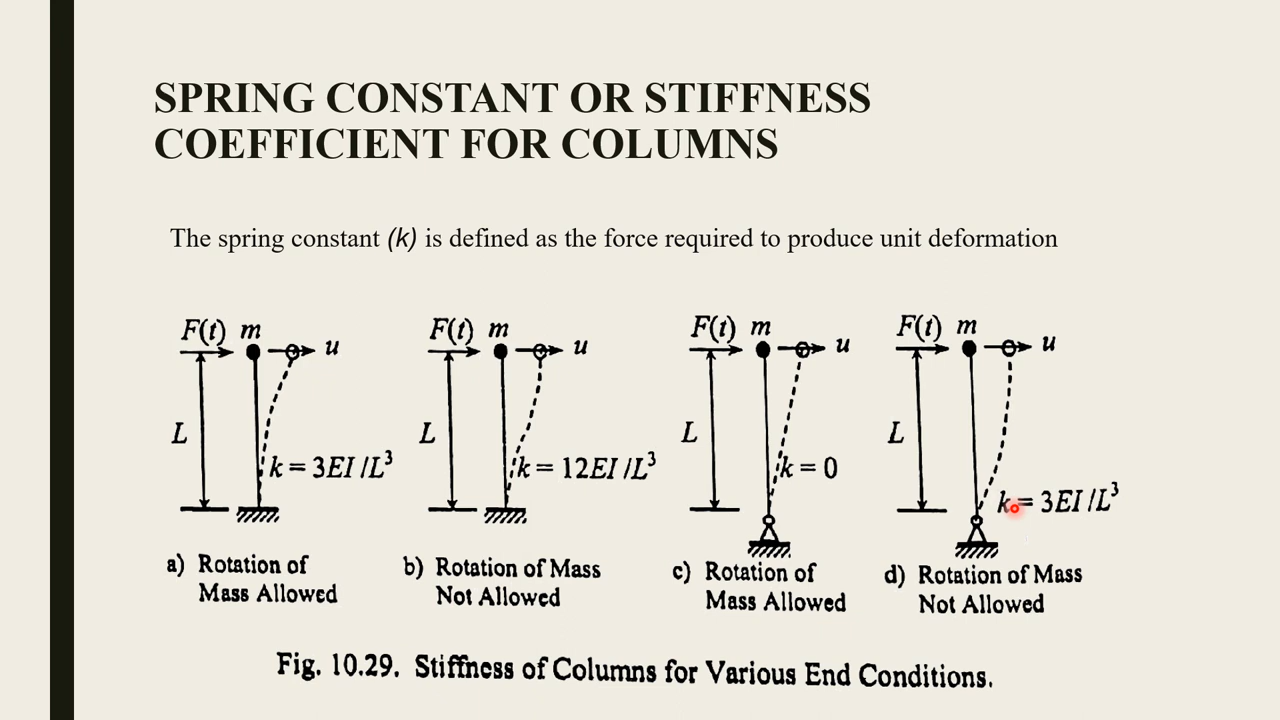 SPRING CONSTANT OR STIFFNESS
COEFFICIENT FOR COLUMNS
The spring constant (k) is defined as the force required to produce unit deformation
F(t) m u
L
k = 3EI/L³
a) Rotation of
Mass Allowed
F(t) m u
L
k = 12EI/L³
b) Rotation of Mass
Not Allowed
F(t) m u
L
k = 0
c) Rotation of
Mass Allowed
F(t) m u
L
k = 3EI/L³
d) Rotation of Mass
Not Allowed
Fig. 10.29. Stiffness of Columns for Various End Conditions.